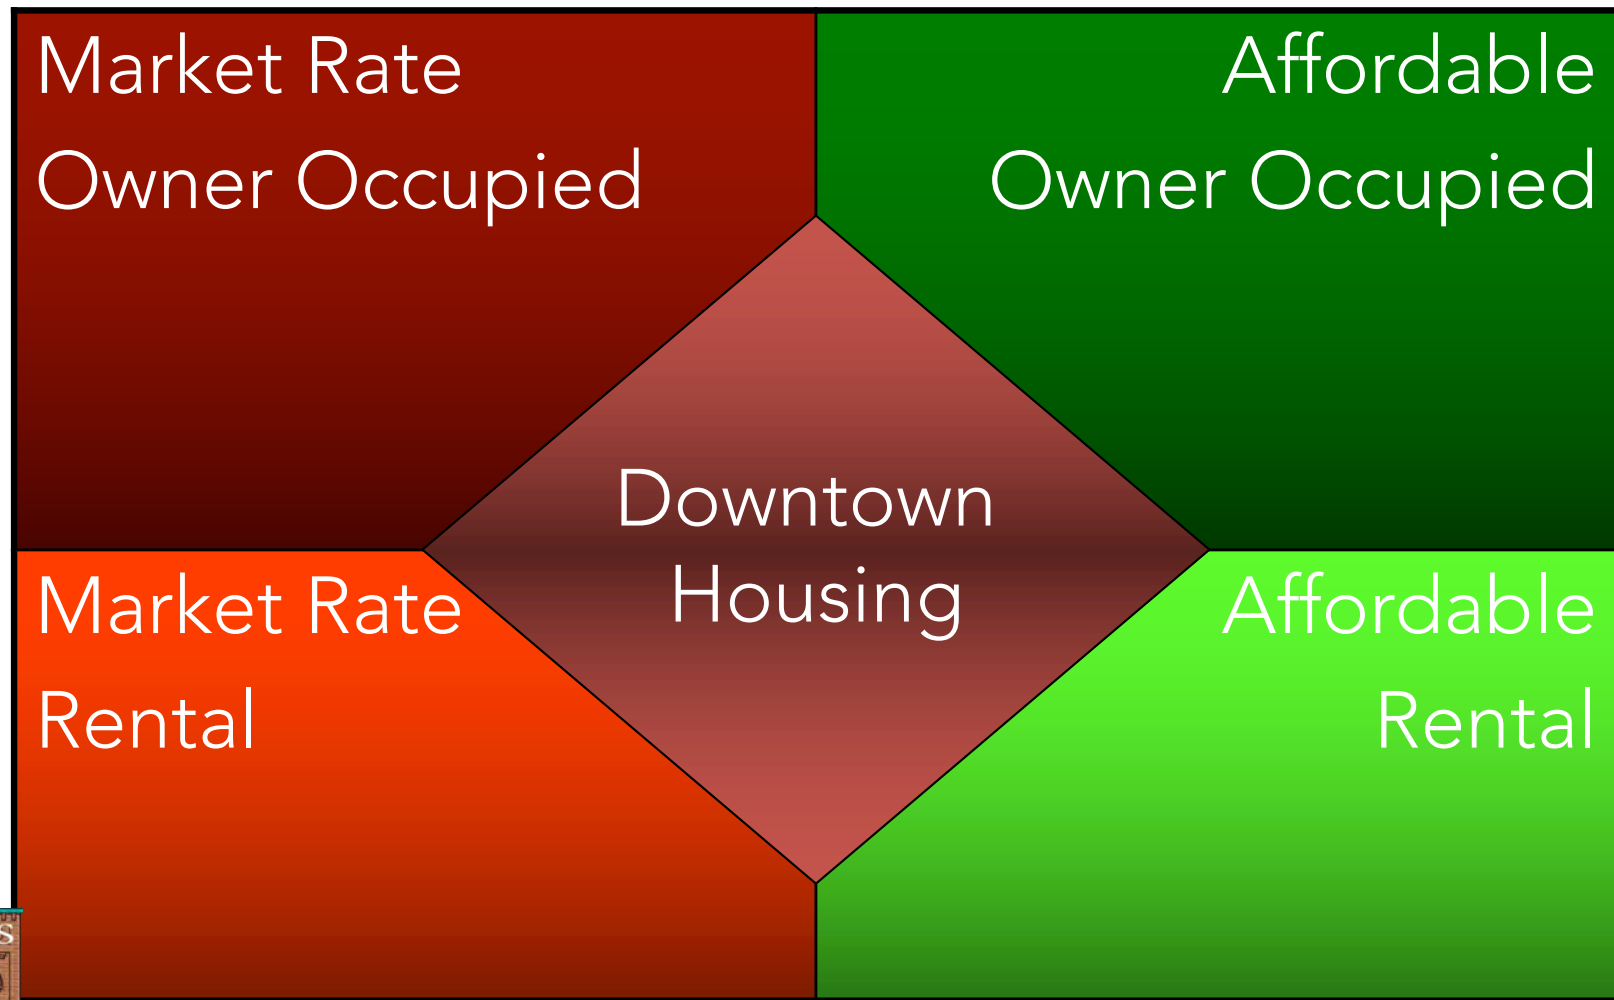 Market Rate
Owner Occupied
Affordable
Owner Occupied
Downtown
Housing
Market Rate
Rental
Affordable
Rental